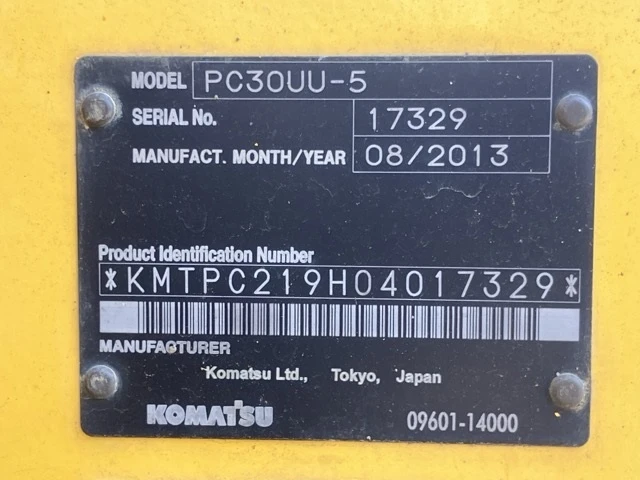 MODEL PC30UU-5
SERIAL No. 17329
MANUFACT. MONTH/YEAR 08/2013
Product Identification Number
*KMTPC219H04017329*
MANUFACTURER
Komatsu Ltd., Tokyo, Japan
KOMATSU 09601-14000